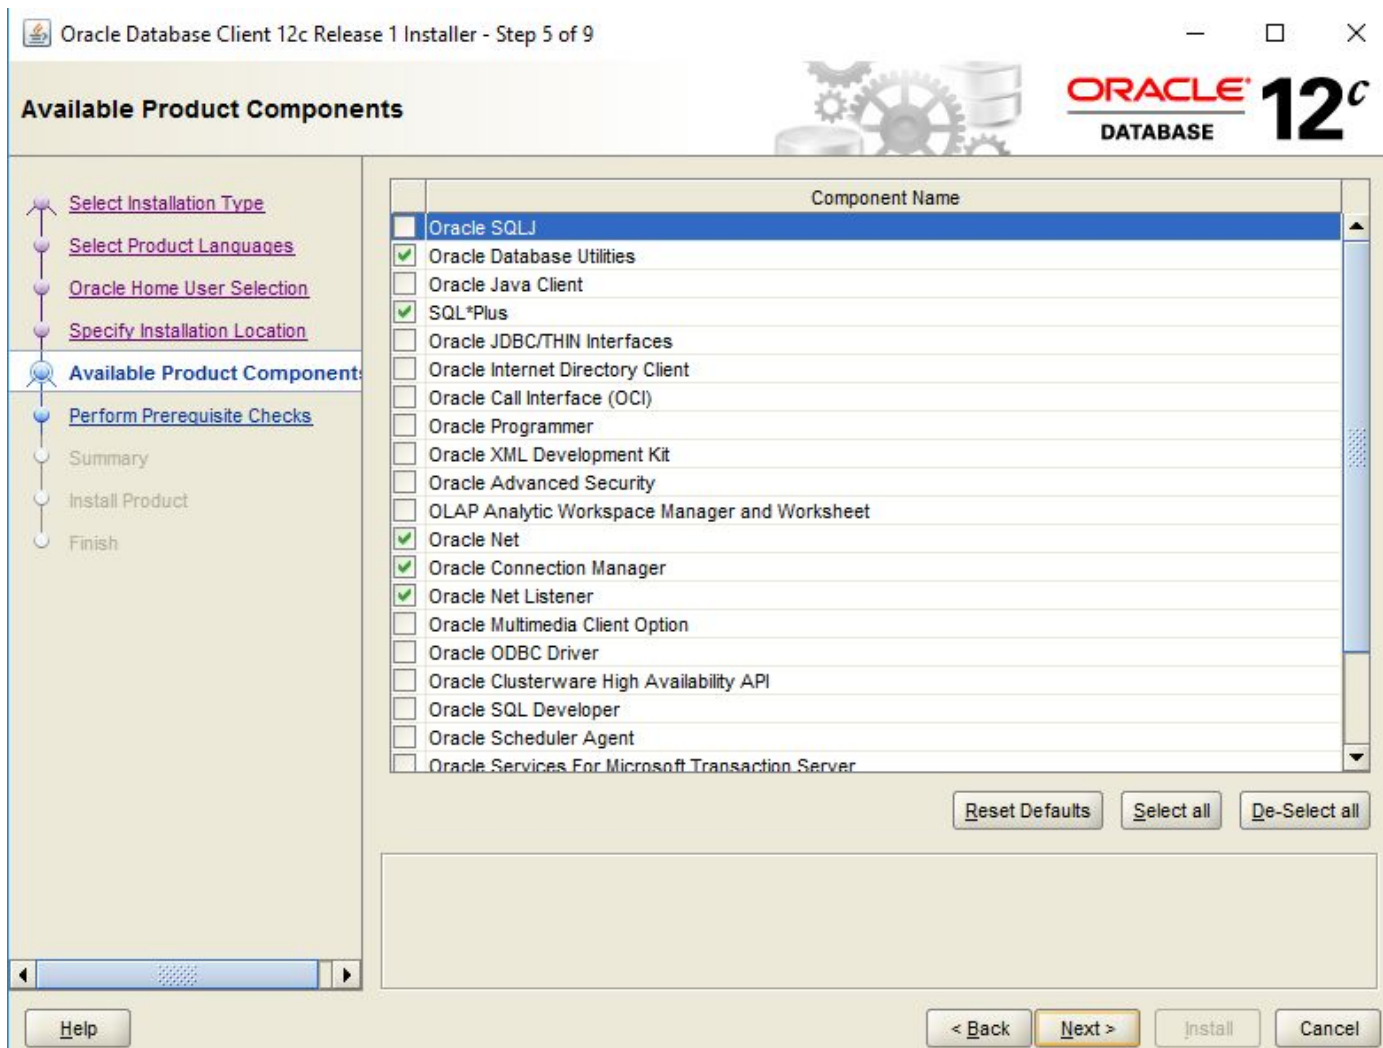 Oracle Database Client 12c Release 1 Installer - Step 5 of 9
Available Product Components
ORACLE
DATABASE
12c
Select Installation Type
Select Product Languages
Oracle Home User Selection
Specify Installation Location
Available Product Components
Perform Prerequisite Checks
Summary
Install Product
Finish
Component Name
Oracle SQLJ
Oracle Database Utilities
Oracle Java Client
SQL*Plus
Oracle JDBC/THIN Interfaces
Oracle Internet Directory Client
Oracle Call Interface (OCI)
Oracle Programmer
Oracle XML Development Kit
Oracle Advanced Security
OLAP Analytic Workspace Manager and Worksheet
Oracle Net
Oracle Connection Manager
Oracle Net Listener
Oracle Multimedia Client Option
Oracle ODBC Driver
Oracle Clusterware High Availability API
Oracle SQL Developer
Oracle Scheduler Agent
Oracle Services For Microsoft Transaction Server
Reset Defaults Select all De-Select all
Help < Back Next > Install Cancel